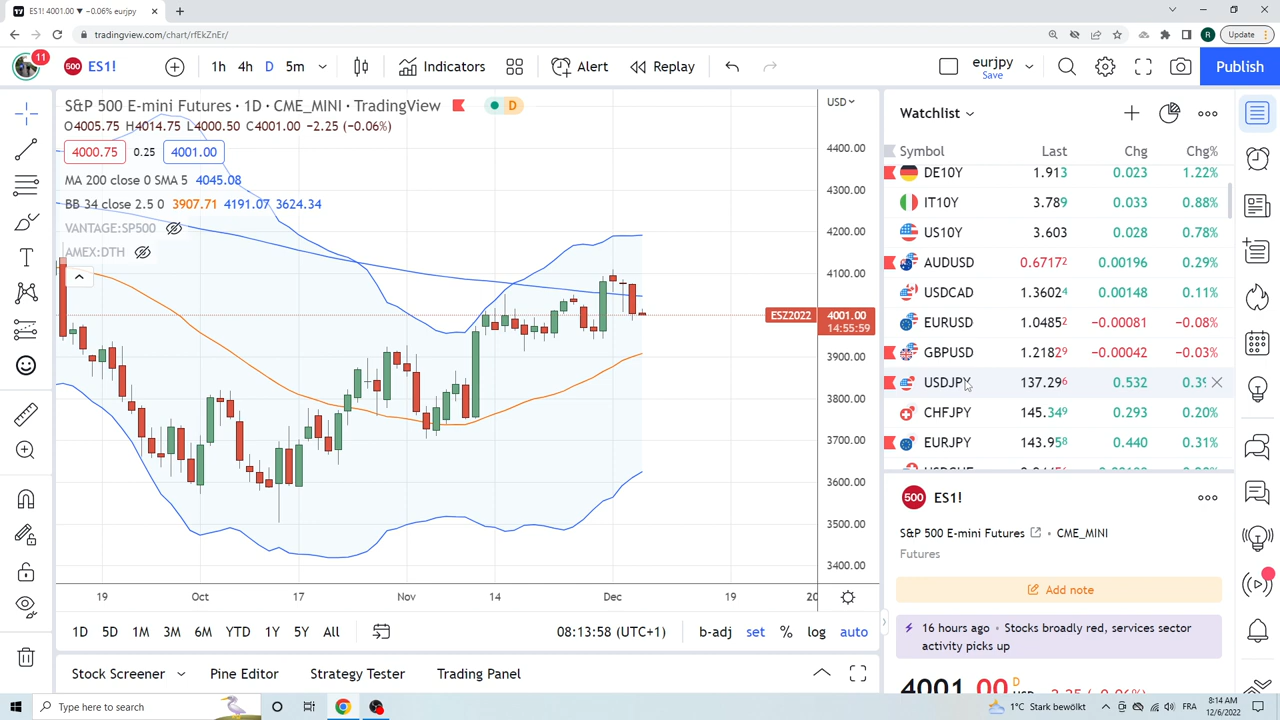 ES1! 4001.00 ▼ −0.06% eurjpy
tradingview.com/chart/rfEkZnEr/
R
Update
11
500 ES1!
1h 4h D 5m
Indicators
Alert
Replay
eurjpy
Save
Publish
S&P 500 E-mini Futures · 1D · CME_MINI · TradingView
D
O4005.75 H4014.75 L4000.50 C4001.00 −2.25 (−0.06%)
4000.75 0.25 4001.00
MA 200 close 0 SMA 5 4045.08
BB 34 close 2.5 0 3907.71 4191.07 3624.34
VANTAGE:SP500
AMEX:DTH
USD
4400.00
4300.00
4200.00
4100.00
ESZ2022 4001.00
14:55:59
3900.00
3800.00
3700.00
3600.00
3500.00
3400.00
19 Oct 17 Nov 14 Dec 19 20
1D 5D 1M 3M 6M YTD 1Y 5Y All
08:13:58 (UTC+1)
b-adj set % log auto
Stock Screener Pine Editor Strategy Tester Trading Panel
Watchlist
Symbol Last Chg Chg%
DE10Y 1.913 0.023 1.22%
IT10Y 3.789 0.033 0.88%
US10Y 3.603 0.028 0.78%
AUDUSD 0.67172 0.00196 0.29%
USDCAD 1.36024 0.00148 0.11%
EURUSD 1.04852 −0.00081 −0.08%
GBPUSD 1.21829 −0.00042 −0.03%
USDJPY 137.296 0.532
CHFJPY 145.349 0.293 0.20%
EURJPY 143.958 0.440 0.31%
500 ES1!
S&P 500 E-mini Futures · CME_MINI
Futures
Add note
16 hours ago · Stocks broadly red, services sector
activity picks up
4001.00 D
Type here to search
1°C Stark bewölkt
FRA
8:14 AM
12/6/2022